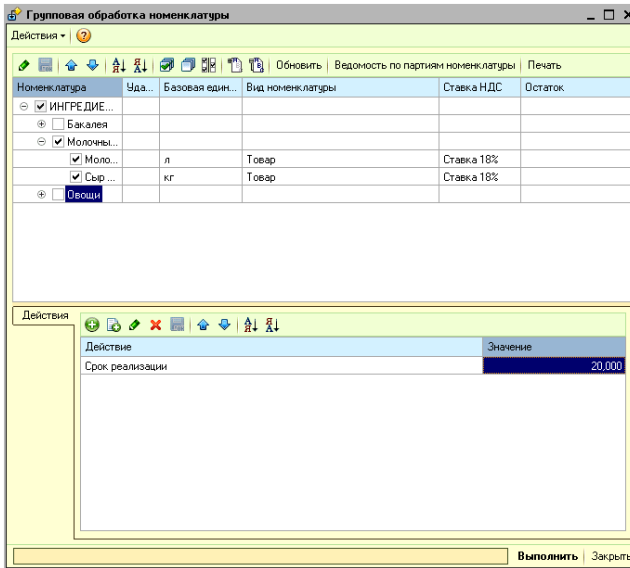 Групповая обработка номенклатуры
Действия
Обновить Ведомость по партиям номенклатуры Печать
Номенклатура Уда... Базовая един... Вид номенклатуры Ставка НДС Остаток
ИНГРЕДИЕ...
Бакалея
Молочны...
Моло... л Товар Ставка 18%
Сыр ... кг Товар Ставка 18%
Овощи
Действия
Действие Значение
Срок реализации 20,000
Выполнить Закрыть